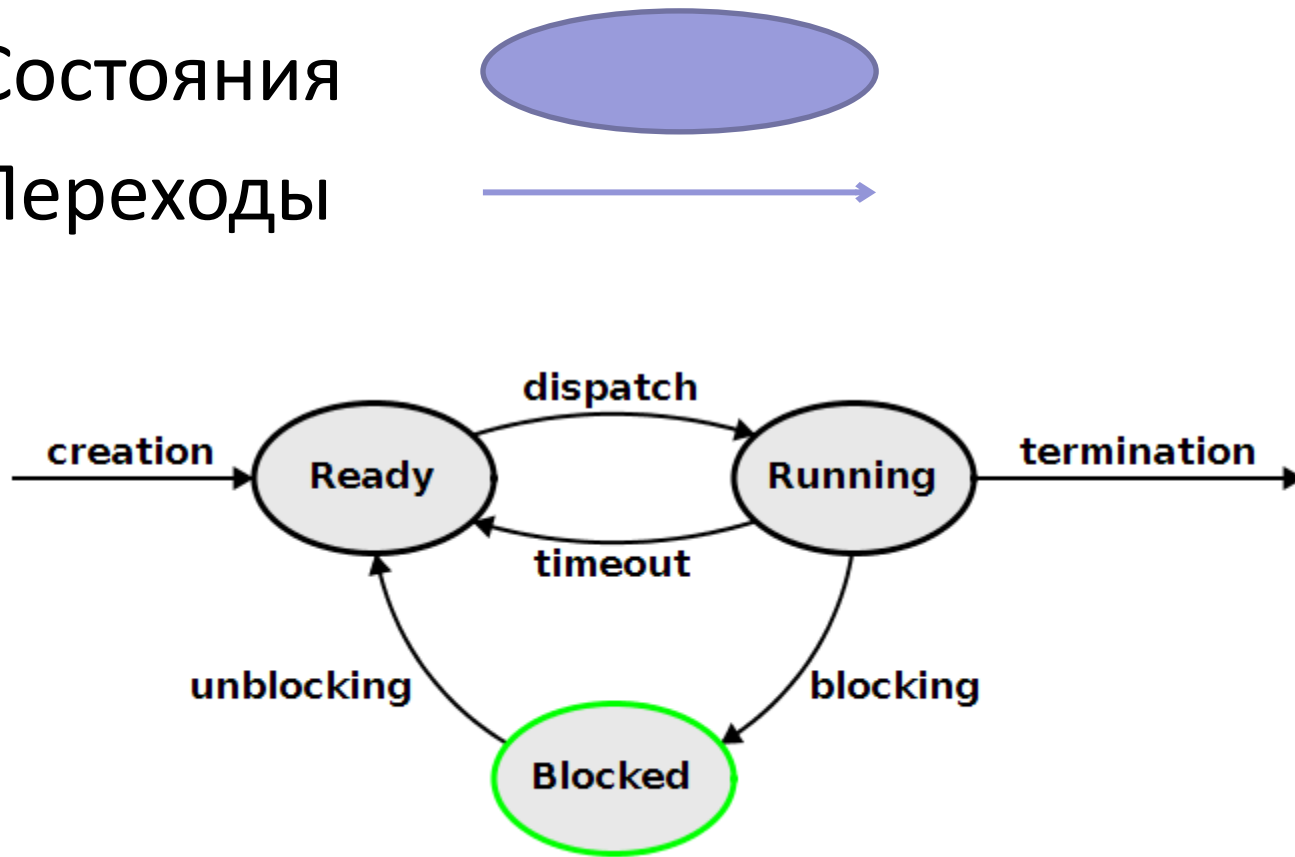 Состояния
Переходы
dispatch
creation
Ready
Running
termination
timeout
unblocking
blocking
Blocked